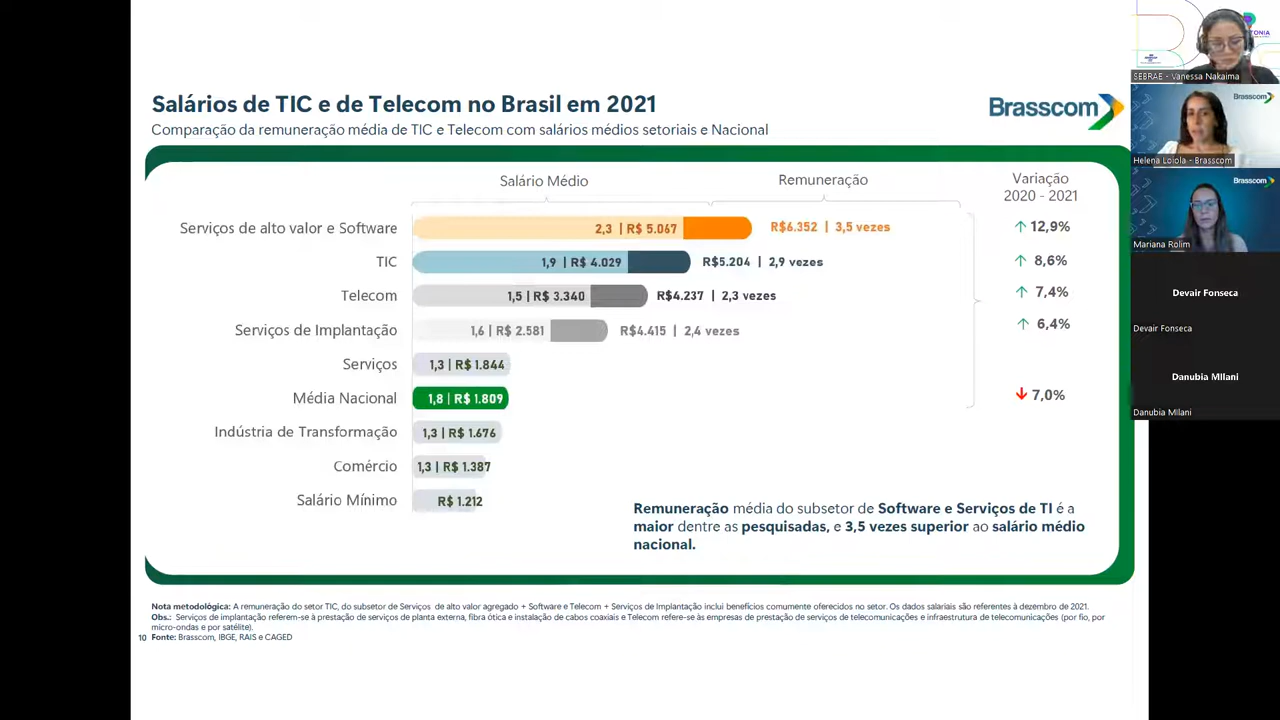 Salários de TIC e de Telecom no Brasil em 2021
Comparação da remuneração média de TIC e Telecom com salários médios setoriais e Nacional
Brasscom
Salário Médio
Remuneração
Variação
2020 - 2021
Serviços de alto valor e Software
2,3 | R$ 5.067
R$6.352 | 3,5 vezes
↑ 12,9%
TIC
1,9 | R$ 4.029
R$5.204 | 2,9 vezes
↑ 8,6%
Telecom
1,5 | R$ 3.340
R$4.237 | 2,3 vezes
↑ 7,4%
Serviços de Implantação
1,6 | R$ 2.581
R$4.415 | 2,4 vezes
↑ 6,4%
Serviços
1,3 | R$ 1.844
Média Nacional
1,8 | R$ 1.809
↓ 7,0%
Indústria de Transformação
1,3 | R$ 1.676
Comércio
1,3 | R$ 1.387
Salário Mínimo
R$ 1.212
Remuneração média do subsetor de Software e Serviços de TI é a
maior dentre as pesquisadas, e 3,5 vezes superior ao salário médio
nacional.
Nota metodológica: A remuneração do setor TIC, do subsetor de Serviços de alto valor agregado + Software e Telecom + Serviços de Implantação inclui benefícios comumente oferecidos no setor. Os dados salariais são referentes à dezembro de 2021.
Obs.: Serviços de implantação referem-se à prestação de serviços de planta externa, fibra ótica e instalação de cabos coaxiais e Telecom refere-se às empresas de prestação de serviços de telecomunicações e infraestrutura de telecomunicações (por fio, por
micro-ondas e por satélite).
10 Fonte: Brasscom, IBGE, RAIS e CAGED
SEBRAE - Vanessa Nakaima
Brasscom
Helena Loiola - Brasscom
Brasscom
Mariana Rolim
Devair Fonseca
Devair Fonseca
Danubia MIlani
Danubia MIlani